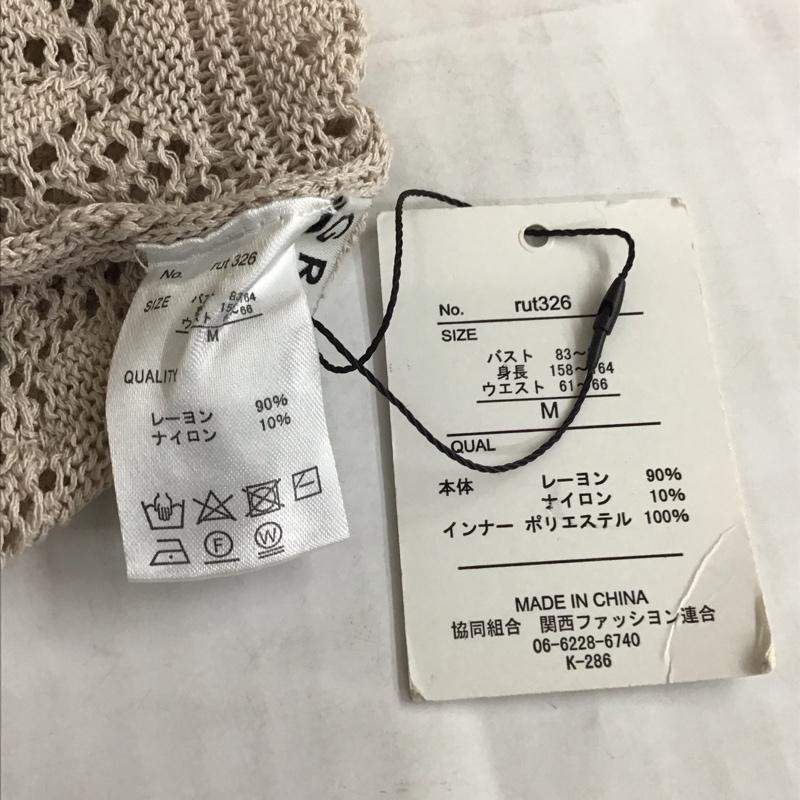 No. rut 326
SIZE
M
QUALITY
レーヨン 90%
ナイロン 10%
F
W
No. rut326
SIZE
バスト 83~
身長 158~164
ウエスト 61~66
M
QUAL
本体 レーヨン 90%
ナイロン 10%
インナー ポリエステル 100%
MADE IN CHINA
協同組合 関西ファッション連合
06-6228-6740
K-286